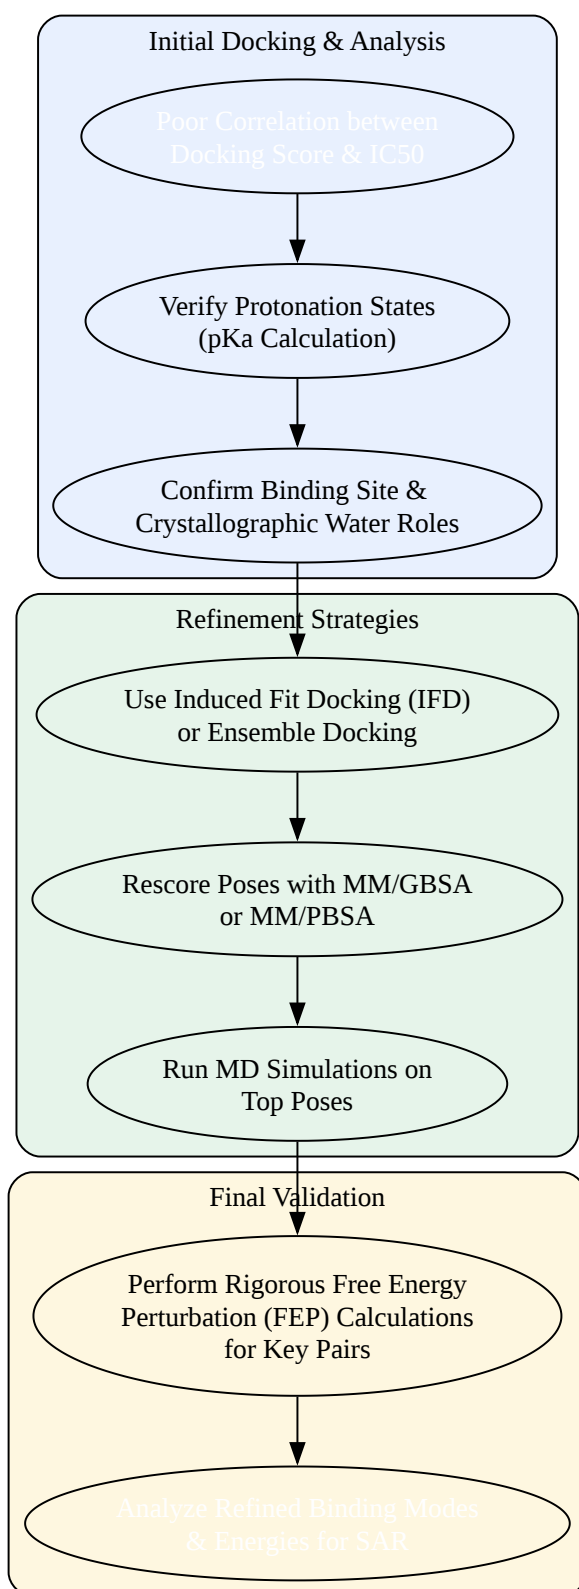 Initial Docking & Analysis
Poor Correlation between
Docking Score & IC50
Verify Protonation States
(pKa Calculation)
Confirm Binding Site &
Crystallographic Water Roles
Refinement Strategies
Use Induced Fit Docking (IFD)
or Ensemble Docking
Rescore Poses with MM/GBSA
or MM/PBSA
Run MD Simulations on
Top Poses
Final Validation
Perform Rigorous Free Energy
Perturbation (FEP) Calculations
for Key Pairs
Analyze Refined Binding Modes
& Energies for SAR